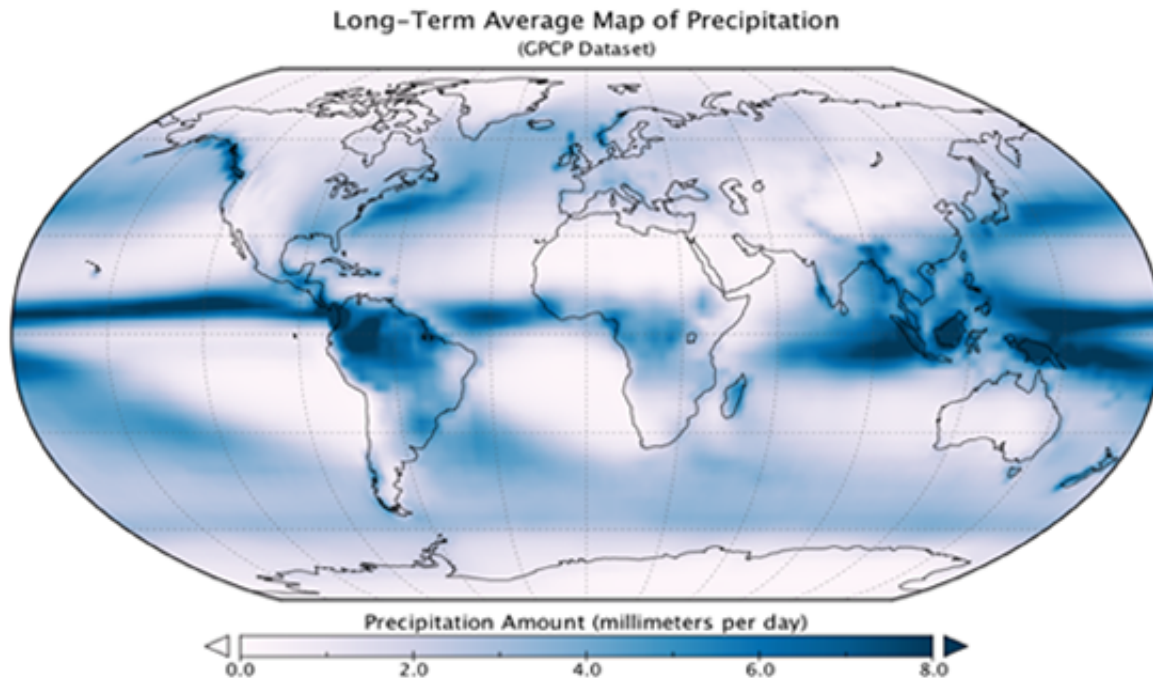 Long-Term Average Map of Precipitation
(GPCP Dataset)
Precipitation Amount (millimeters per day)
0.0 2.0 4.0 6.0 8.0